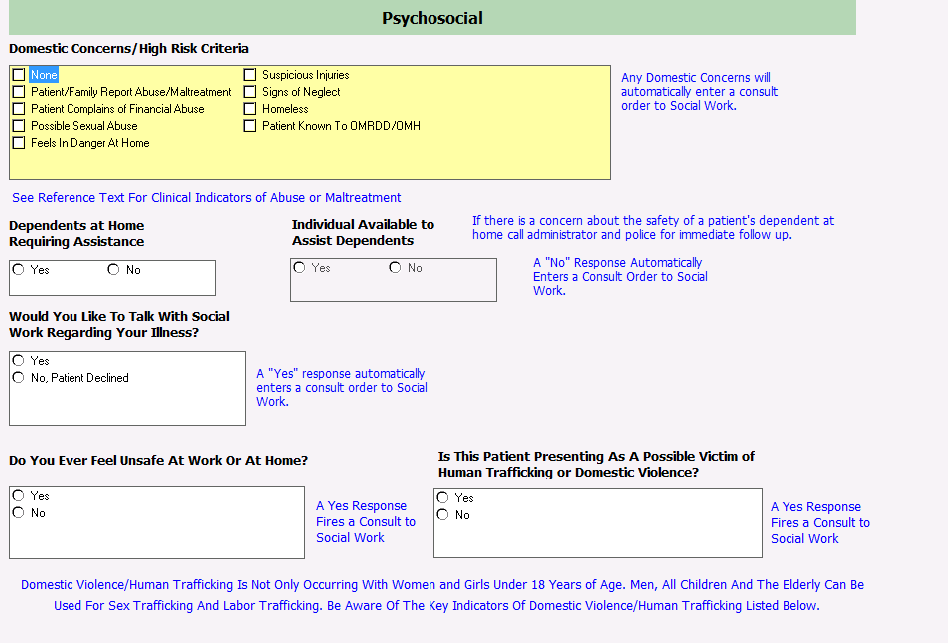 Psychosocial
Domestic Concerns/High Risk Criteria
None
Patient/Family Report Abuse/Maltreatment
Patient Complains of Financial Abuse
Possible Sexual Abuse
Feels In Danger At Home
Suspicious Injuries
Signs of Neglect
Homeless
Patient Known To OMRDD/OMH
Any Domestic Concerns will
automatically enter a consult
order to Social Work.
See Reference Text For Clinical Indicators of Abuse or Maltreatment
Dependents at Home
Requiring Assistance
Yes No
Individual Available to
Assist Dependents
Yes No
If there is a concern about the safety of a patient's dependent at
home call administrator and police for immediate follow up.
A "No" Response Automatically
Enters a Consult Order to Social
Work.
Would You Like To Talk With Social
Work Regarding Your Illness?
Yes
No, Patient Declined
A "Yes" response automatically
enters a consult order to Social
Work.
Do You Ever Feel Unsafe At Work Or At Home?
Yes
No
A Yes Response
Fires a Consult to
Social Work
Is This Patient Presenting As A Possible Victim of
Human Trafficking or Domestic Violence?
Yes
No
A Yes Response
Fires a Consult to
Social Work
Domestic Violence/Human Trafficking Is Not Only Occurring With Women and Girls Under 18 Years of Age. Men, All Children And The Elderly Can Be
Used For Sex Trafficking And Labor Trafficking. Be Aware Of The Key Indicators Of Domestic Violence/Human Trafficking Listed Below.